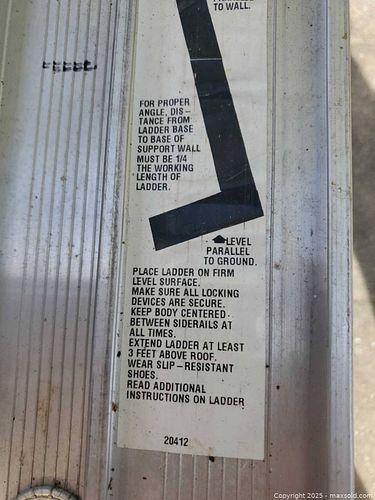 TO WALL.
FOR PROPER
ANGLE, DIS-
TANCE FROM
LADDER BASE
TO BASE OF
SUPPORT WALL
MUST BE 1/4
THE WORKING
LENGTH OF
LADDER.
LEVEL
PARALLEL
TO GROUND.
PLACE LADDER ON FIRM
LEVEL SURFACE.
MAKE SURE ALL LOCKING
DEVICES ARE SECURE.
KEEP BODY CENTERED
BETWEEN SIDERAILS AT
ALL TIMES.
EXTEND LADDER AT LEAST
3 FEET ABOVE ROOF.
WEAR SLIP-RESISTANT
SHOES.
READ ADDITIONAL
INSTRUCTIONS ON LADDER
20412
Copyright © 2025 - maxsold.com